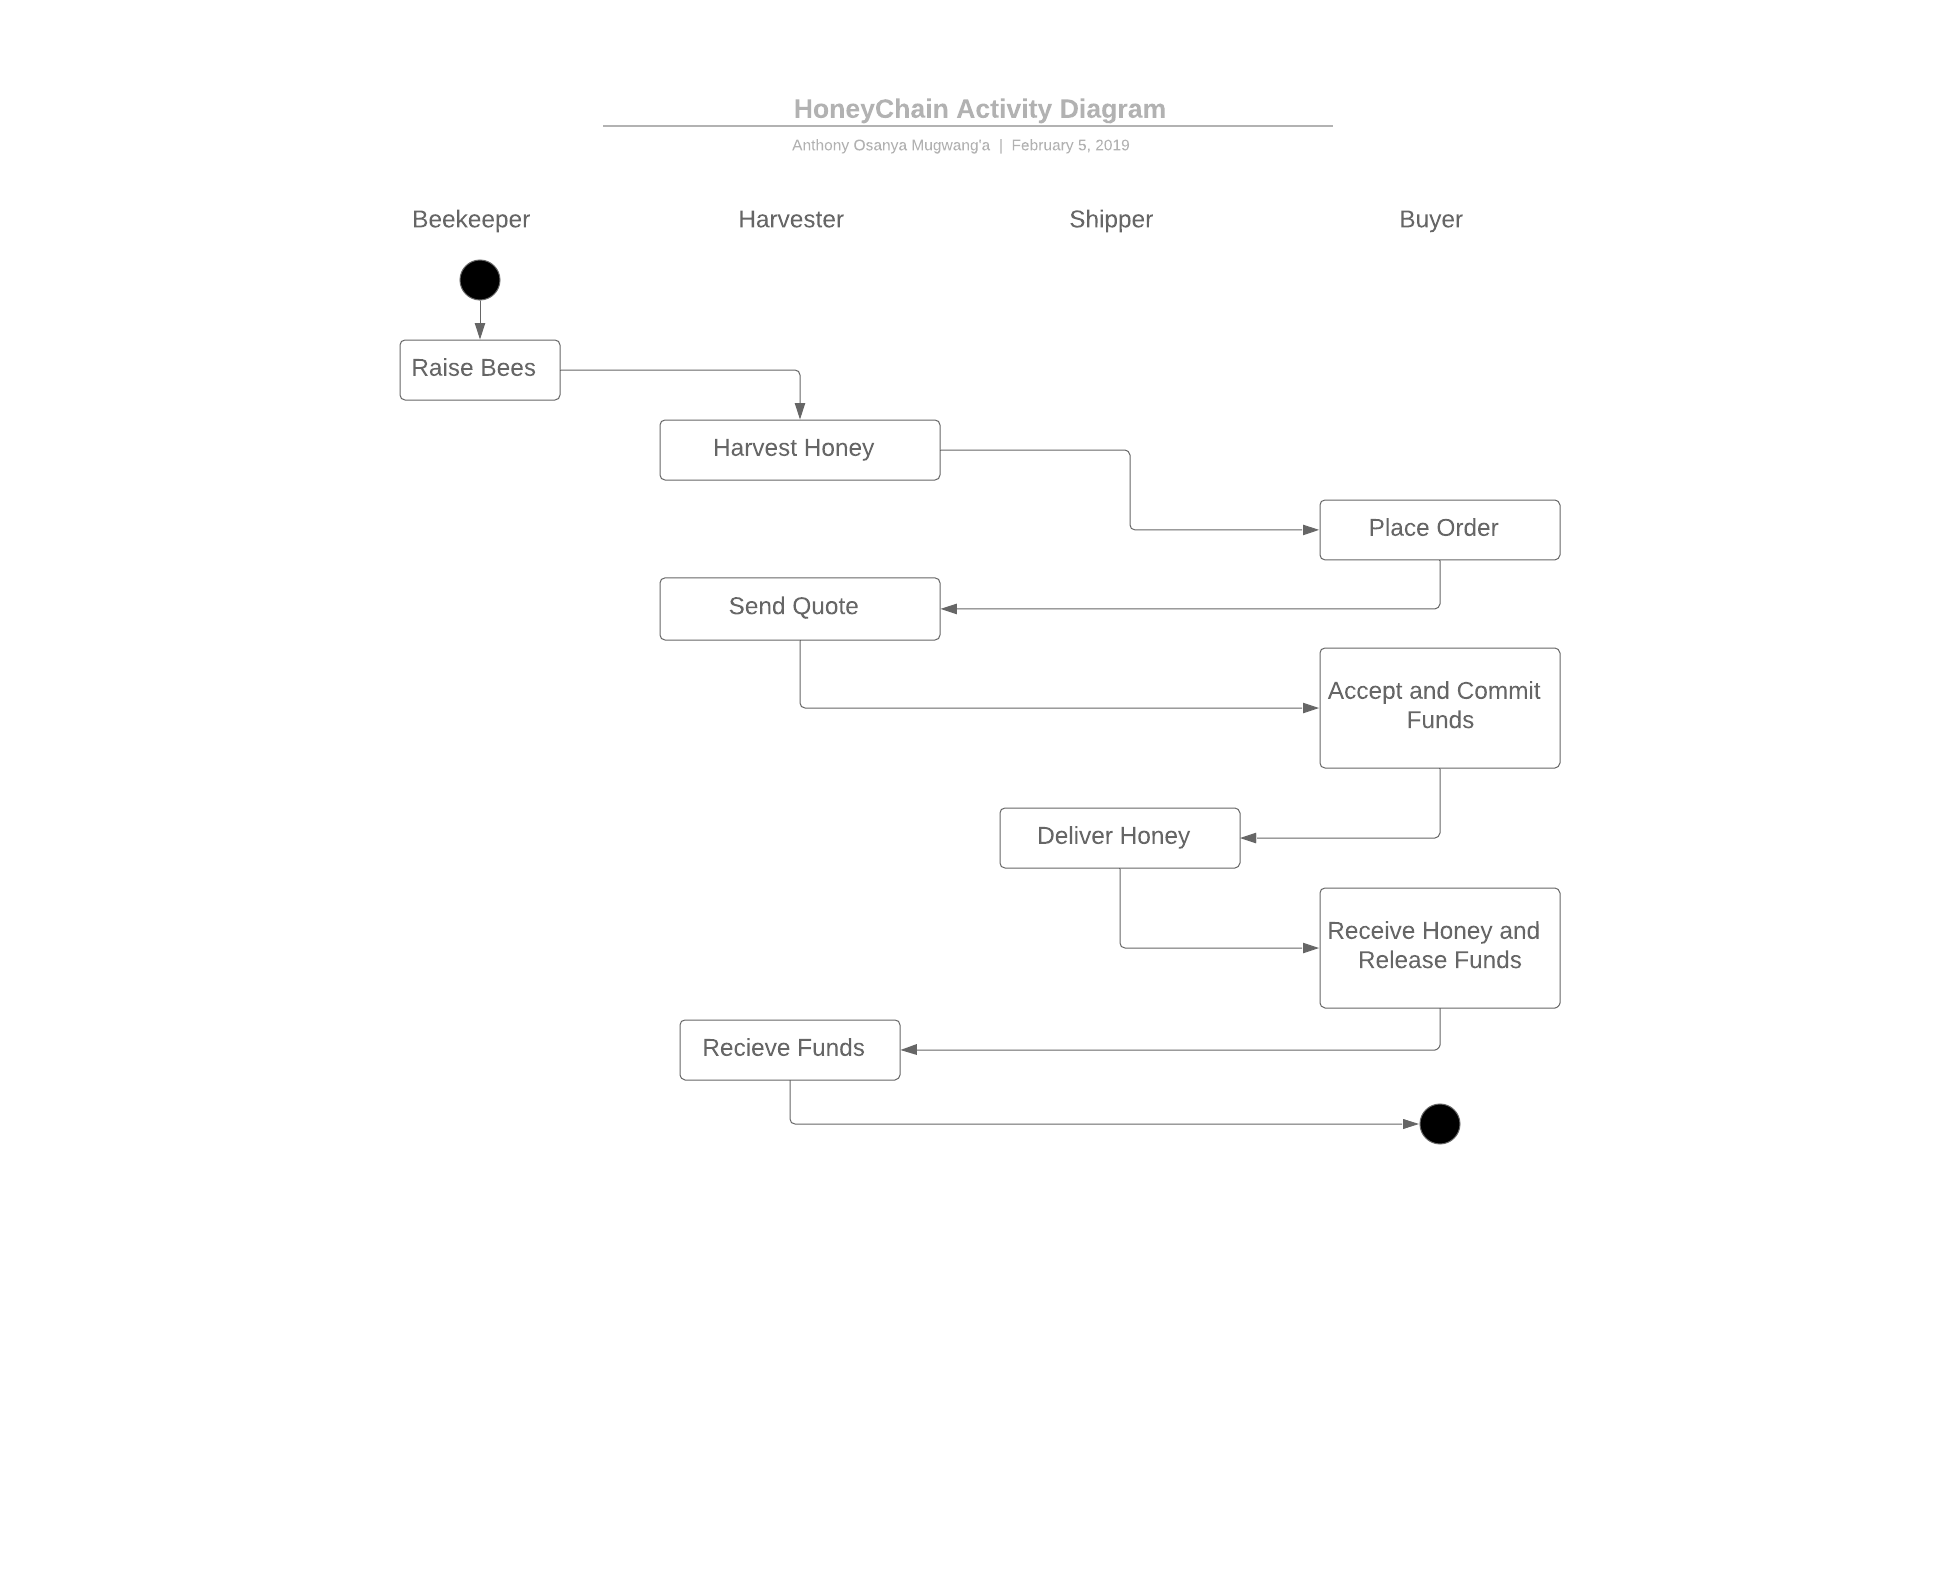 HoneyChain Activity Diagram
Anthony Osanya Mugwang'a | February 5, 2019
Beekeeper
Harvester
Shipper
Buyer
Raise Bees
Harvest Honey
Place Order
Send Quote
Accept and Commit
Funds
Deliver Honey
Receive Honey and
Release Funds
Recieve Funds